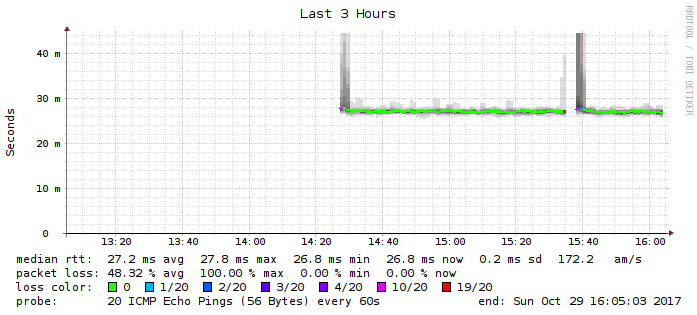 Last 3 Hours
RRDTOOL / TOBI OETIKER
Seconds
40 m
30 m
20 m
10 m
0
13:20 13:40 14:00 14:20 14:40 15:00 15:20 15:40 16:00
median rtt: 27.2 ms avg 27.8 ms max 26.8 ms min 26.8 ms now 0.2 ms sd 172.2 am/s
packet loss: 48.32 % avg 100.00 % max 0.00 % min 0.00 % now
loss color: 0 1/20 2/20 3/20 4/20 10/20 19/20
probe: 20 ICMP Echo Pings (56 Bytes) every 60s end: Sun Oct 29 16:05:03 2017